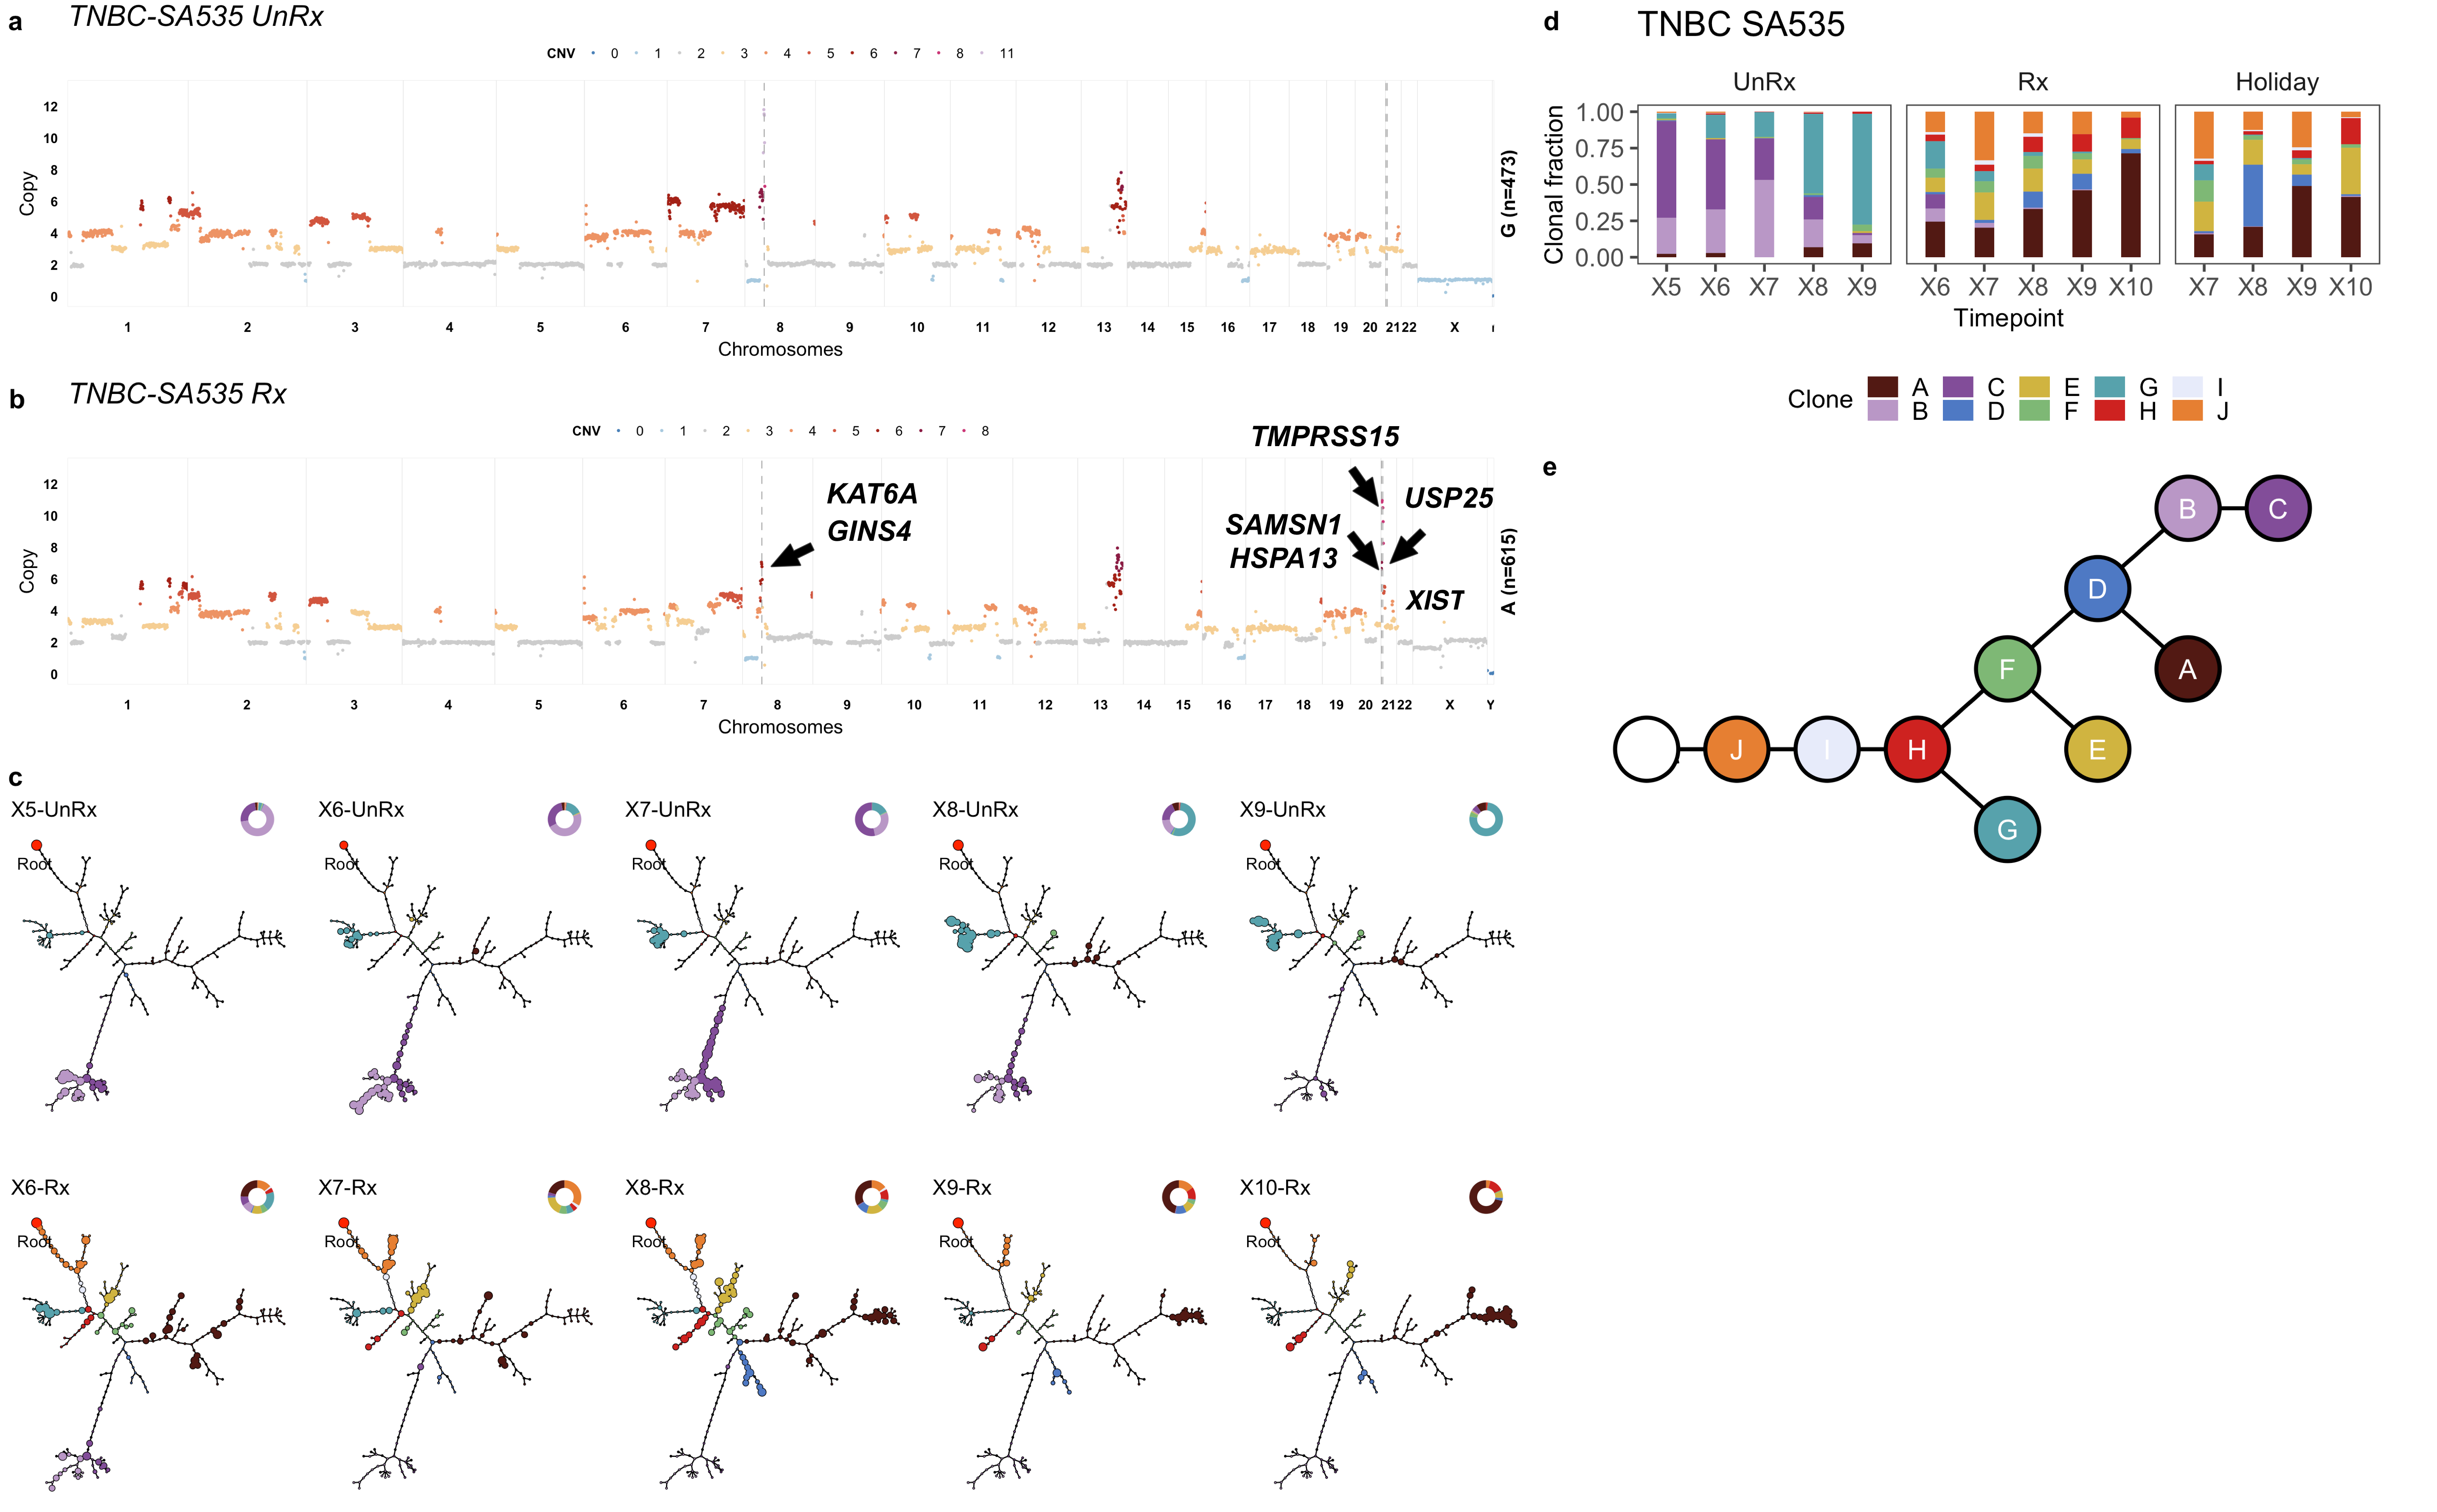 a
TNBC-SA535 UnRx
CNV 0 1 2 3 4 5 6 7 8 11
12
10
8
6
4
2
0
Copy
G (n=473)
1 2 3 4 5 6 7 8 9 10 11 12 13 14 15 16 17 18 19 20 21 22 X
Chromosomes
b
TNBC-SA535 Rx
CNV 0 1 2 3 4 5 6 7 8
TMPRSS15
KAT6A
GINS4
USP25
SAMSN1
HSPA13
XIST
12
10
8
6
4
2
0
Copy
A (n=615)
1 2 3 4 5 6 7 8 9 10 11 12 13 14 15 16 17 18 19 20 21 22 X Y
Chromosomes
c
X5-UnRx X6-UnRx X7-UnRx X8-UnRx X9-UnRx
Root Root Root Root Root
X6-Rx X7-Rx X8-Rx X9-Rx X10-Rx
Root Root Root Root Root
d
TNBC SA535
UnRx Rx Holiday
1.00
0.75
0.50
0.25
0.00
Clonal fraction
X5 X6 X7 X8 X9 X6 X7 X8 X9 X10 X7 X8 X9 X10
Timepoint
Clone A C E G I
B D F H J
e
B C
D
F A
J I H E
G